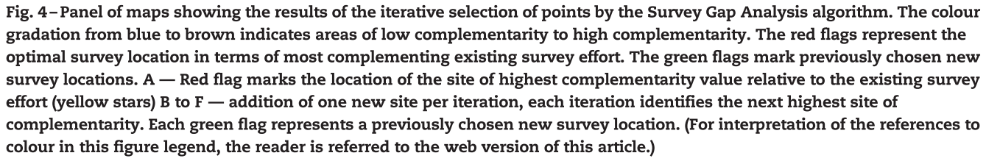 Fig. 4 – Panel of maps showing the results of the iterative selection of points by the Survey Gap Analysis algorithm. The colour
gradation from blue to brown indicates areas of low complementarity to high complementarity. The red flags represent the
optimal survey location in terms of most complementing existing survey effort. The green flags mark previously chosen new
survey locations. A — Red flag marks the location of the site of highest complementarity value relative to the existing survey
effort (yellow stars) B to F — addition of one new site per iteration, each iteration identifies the next highest site of
complementarity. Each green flag represents a previously chosen new survey location. (For interpretation of the references to
colour in this figure legend, the reader is referred to the web version of this article.)